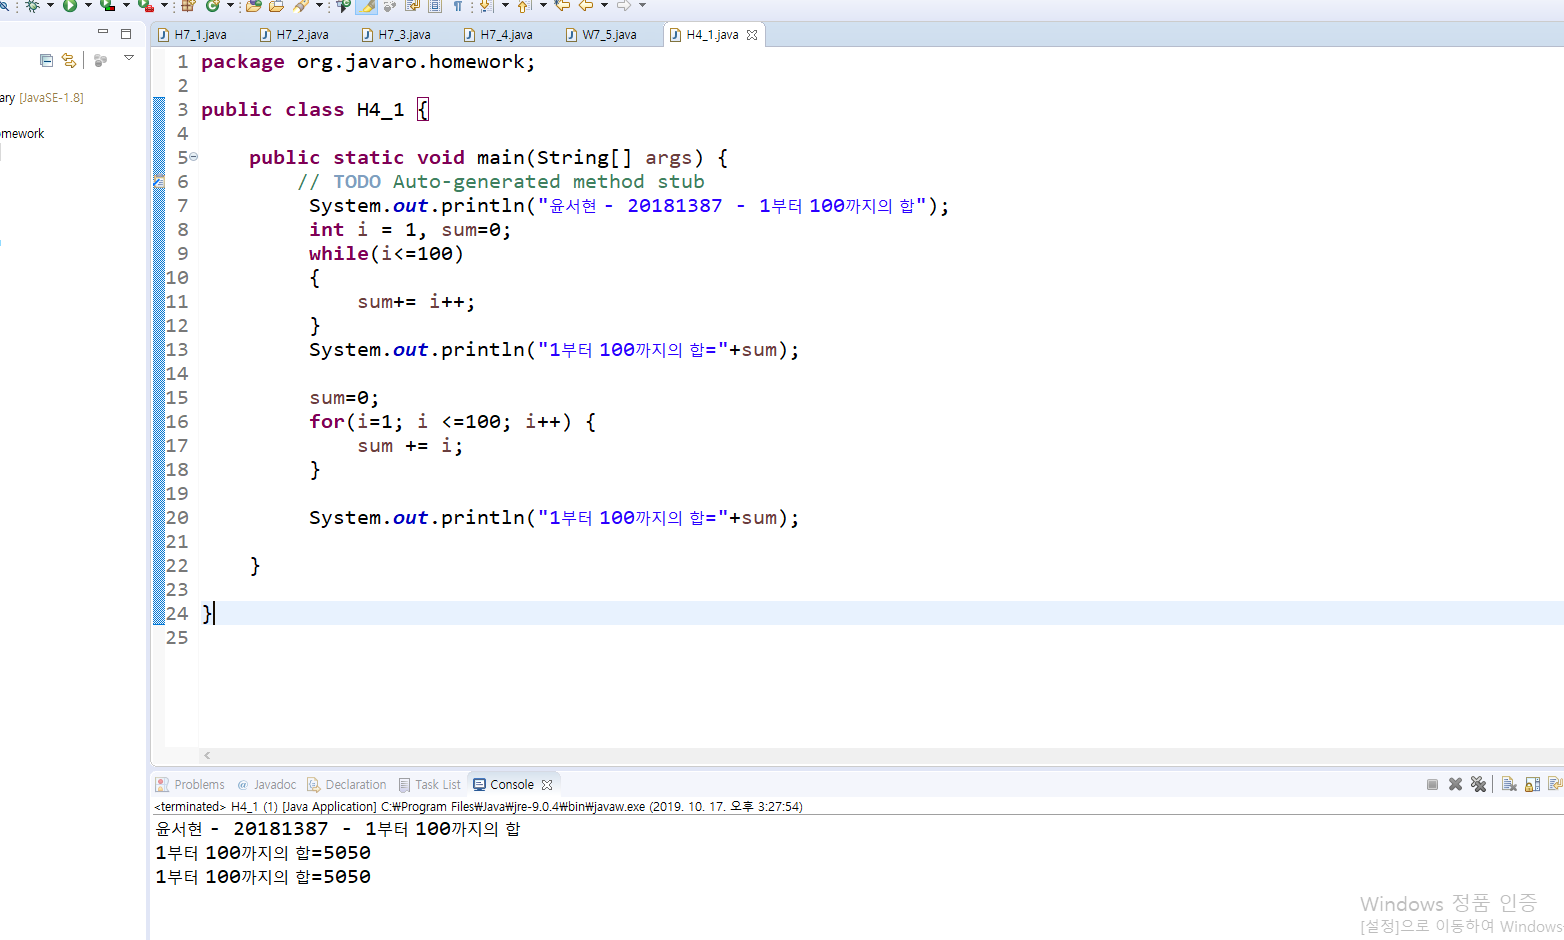 H7_1.java H7_2.java H7_3.java H7_4.java W7_5.java H4_1.java
ary [JavaSE-1.8]
omework
1 package org.javaro.homework;
2
3 public class H4_1 {
4
5 public static void main(String[] args) {
6 // TODO Auto-generated method stub
7 System.out.println("윤서현 - 20181387 - 1부터 100까지의 합");
8 int i = 1, sum=0;
9 while(i<=100)
10 {
11 sum+= i++;
12 }
13 System.out.println("1부터 100까지의 합="+sum);
14
15 sum=0;
16 for(i=1; i <=100; i++) {
17 sum += i;
18 }
19
20 System.out.println("1부터 100까지의 합="+sum);
21
22 }
23
24 }
25
Problems @ Javadoc Declaration Task List Console
<terminated> H4_1 (1) [Java Application] C:₩Program Files₩Java₩jre-9.0.4₩bin₩javaw.exe (2019. 10. 17. 오후 3:27:54)
윤서현 - 20181387 - 1부터 100까지의 합
1부터 100까지의 합=5050
1부터 100까지의 합=5050
Windows 정품 인증
[설정]으로 이동하여 Windows